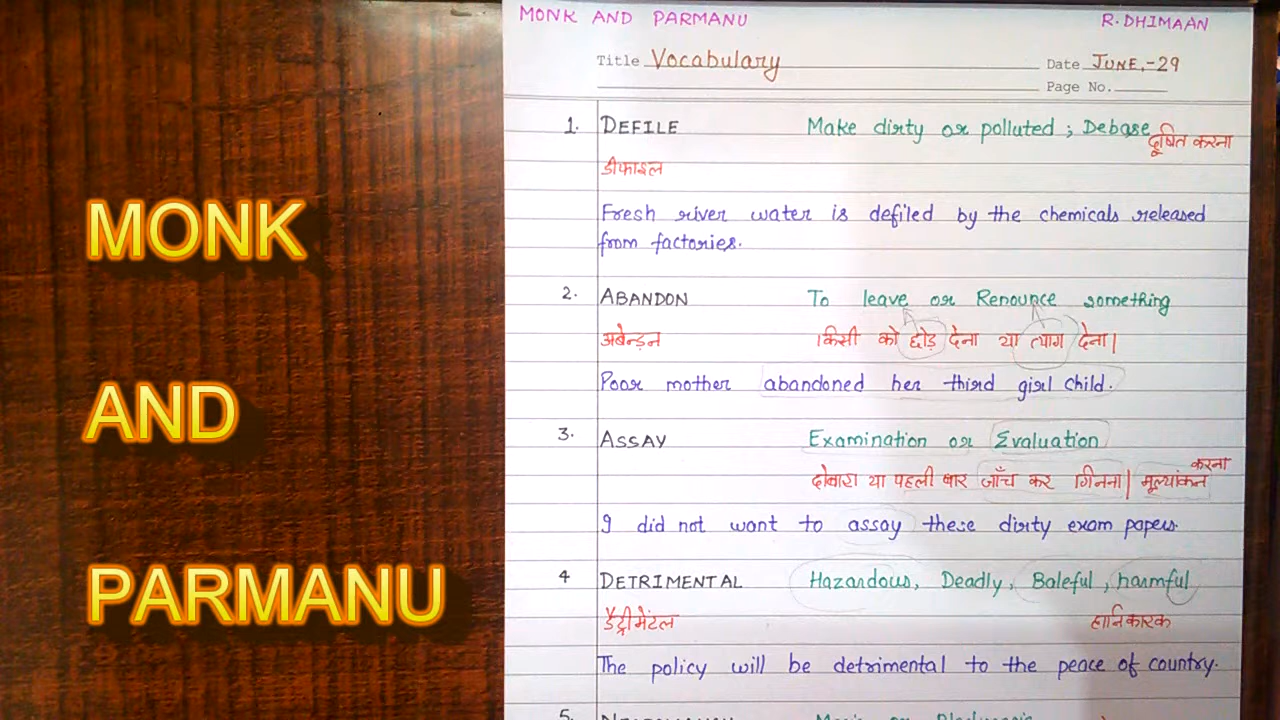 MONK
AND
PARMANU
MONK AND PARMANU R. DHIMAAN
Title Vocabulary Date JUNE,-29
Page No.
1. DEFILE Make dirty or polluted ; Debase
दूषित करना
डीफाइल
Fresh river water is defiled by the chemicals released
from factories.
2. ABANDON To leave or Renounce something
अबेन्ड़न किसी को छोड़ देना या त्याग देना।
Poor mother abandoned her third girl child.
3. ASSAY Examination or Evaluation
करना
दोबारा या पहली बार जाँच कर गिनना। मूल्यांकन
I did not want to assay these dirty exam papers.
4 DETRIMENTAL Hazardous, Deadly, Baleful, harmful
डैट्रीमेंटल हानिकारक
The policy will be detrimental to the peace of country.
5.